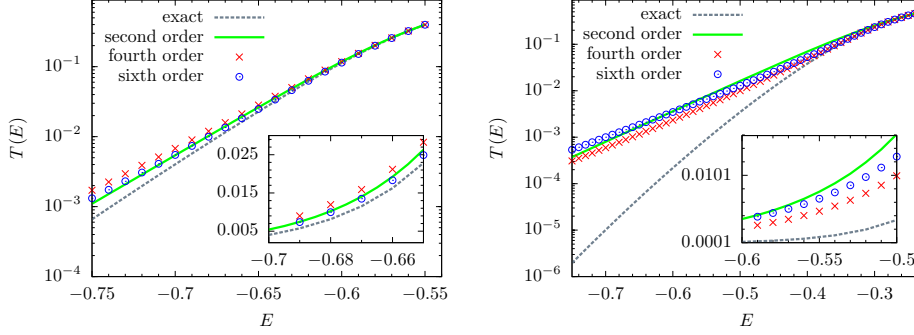 exact
second order
fourth order
sixth order
T(E)
10⁻¹
10⁻²
10⁻³
10⁻⁴
−0.75
−0.7
−0.65
−0.6
−0.55
E
0.025
0.015
0.005
−0.7
−0.68
−0.66
exact
second order
fourth order
sixth order
T(E)
10⁻¹
10⁻²
10⁻³
10⁻⁴
10⁻⁵
10⁻⁶
−0.7
−0.6
−0.5
−0.4
−0.3
E
0.0101
0.0001
−0.6
−0.55
−0.5